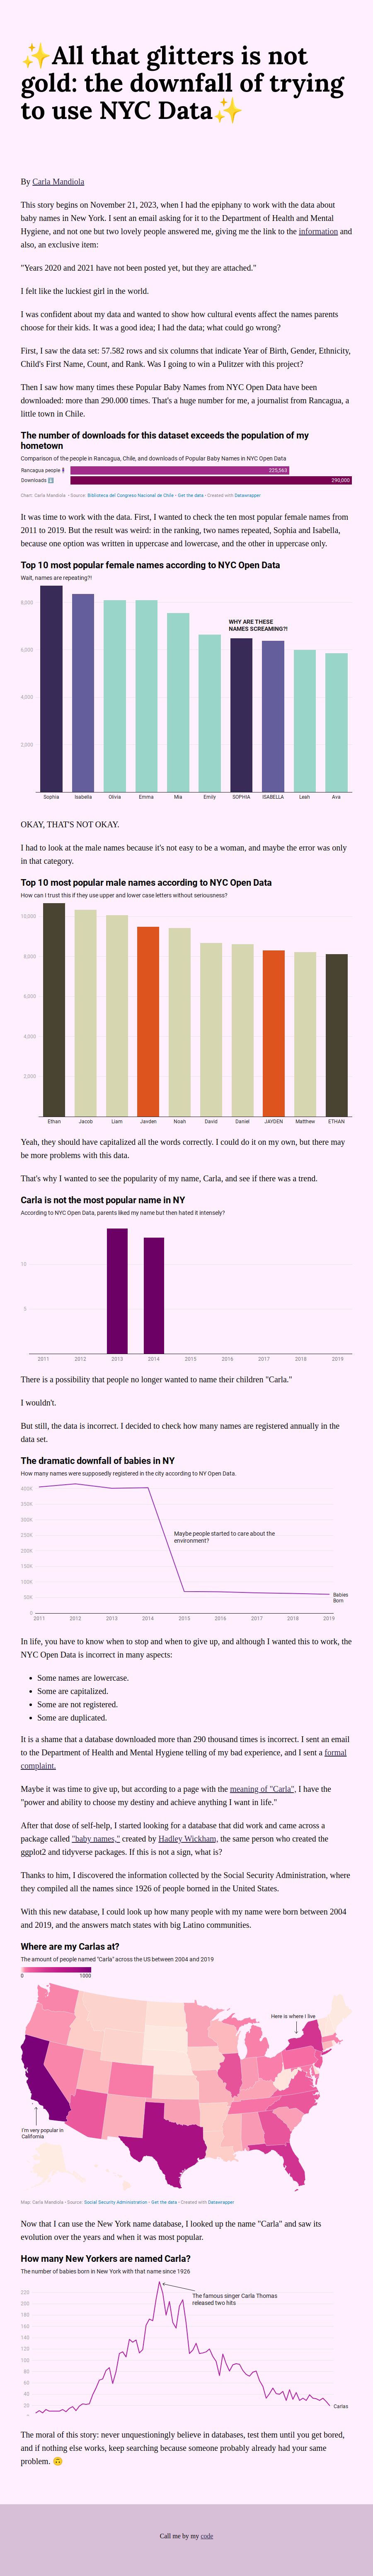 ✨All that glitters is not
gold: the downfall of trying
to use NYC Data✨
By Carla Mandiola
This story begins on November 21, 2023, when I had the epiphany to work with the data about
baby names in New York. I sent an email asking for it to the Department of Health and Mental
Hygiene, and not one but two lovely people answered me, giving me the link to the information and
also, an exclusive item:
"Years 2020 and 2021 have not been posted yet, but they are attached."
I felt like the luckiest girl in the world.
I was confident about my data and wanted to show how cultural events affect the names parents
choose for their kids. It was a good idea; I had the data; what could go wrong?
First, I saw the data set: 57.582 rows and six columns that indicate Year of Birth, Gender, Ethnicity,
Child's First Name, Count, and Rank. Was I going to win a Pulitzer with this project?
Then I saw how many times these Popular Baby Names from NYC Open Data have been
downloaded: more than 290.000 times. That's a huge number for me, a journalist from Rancagua, a
little town in Chile.
The number of downloads for this dataset exceeds the population of my
hometown
Comparison of the people in Rancagua, Chile, and downloads of Popular Baby Names in NYC Open Data
Rancagua people 225,563
Downloads ⬇️ 290,000
Chart: Carla Mandiola • Source: Biblioteca del Congreso Nacional de Chile • Get the data • Created with Datawrapper
It was time to work with the data. First, I wanted to check the ten most popular female names from
2011 to 2019. But the result was weird: in the ranking, two names repeated, Sophia and Isabella,
because one option was written in uppercase and lowercase, and the other in uppercase only.
Top 10 most popular female names according to NYC Open Data
Wait, names are repeating?!
8,000
WHY ARE THESE
NAMES SCREAMING?!
6,000
4,000
2,000
Sophia Isabella Olivia Emma Mia Emily SOPHIA ISABELLA Leah Ava
OKAY, THAT'S NOT OKAY.
I had to look at the male names because it's not easy to be a woman, and maybe the error was only
in that category.
Top 10 most popular male names according to NYC Open Data
How can I trust this if they use upper and lower case letters without seriousness?
10,000
8,000
6,000
4,000
2,000
Ethan Jacob Liam Jayden Noah David Daniel JAYDEN Matthew ETHAN
Yeah, they should have capitalized all the words correctly. I could do it on my own, but there may
be more problems with this data.
That's why I wanted to see the popularity of my name, Carla, and see if there was a trend.
Carla is not the most popular name in NY
According to NYC Open Data, parents liked my name but then hated it intensely?
10
5
2011 2012 2013 2014 2015 2016 2017 2018 2019
There is a possibility that people no longer wanted to name their children "Carla."
I wouldn't.
But still, the data is incorrect. I decided to check how many names are registered annually in the
data set.
The dramatic downfall of babies in NY
How many names were supposedly registered in the city according to NY Open Data.
400K
350K
300K
250K
Maybe people started to care about the
environment?
200K
150K
100K
50K
Babies
Born
0
2011 2012 2013 2014 2015 2016 2017 2018 2019
In life, you have to know when to stop and when to give up, and although I wanted this to work, the
NYC Open Data is incorrect in many aspects:
• Some names are lowercase.
• Some are capitalized.
• Some are not registered.
• Some are duplicated.
It is a shame that a database downloaded more than 290 thousand times is incorrect. I sent an email
to the Department of Health and Mental Hygiene telling of my bad experience, and I sent a formal
complaint.
Maybe it was time to give up, but according to a page with the meaning of "Carla", I have the
"power and ability to choose my destiny and achieve anything I want in life."
After that dose of self-help, I started looking for a database that did work and came across a
package called "baby names," created by Hadley Wickham, the same person who created the
ggplot2 and tidyverse packages. If this is not a sign, what is?
Thanks to him, I discovered the information collected by the Social Security Administration, where
they compiled all the names since 1926 of people borned in the United States.
With this new database, I could look up how many people with my name were born between 2004
and 2019, and the answers match states with big Latino communities.
Where are my Carlas at?
The amount of people named "Carla" across the US between 2004 and 2019
0 1000
Here is where I live
I'm very popular in
California
Map: Carla Mandiola • Source: Social Security Administration • Get the data • Created with Datawrapper
Now that I can use the New York name database, I looked up the name "Carla" and saw its
evolution over the years and when it was most popular.
How many New Yorkers are named Carla?
The number of babies born in New York with that name since 1926
220
The famous singer Carla Thomas
released two hits
200
180
160
140
120
100
80
60
40
20
Carlas
The moral of this story: never unquestioningly believe in databases, test them until you get bored,
and if nothing else works, keep searching because someone probably already had your same
problem. 🙃
Call me by my code